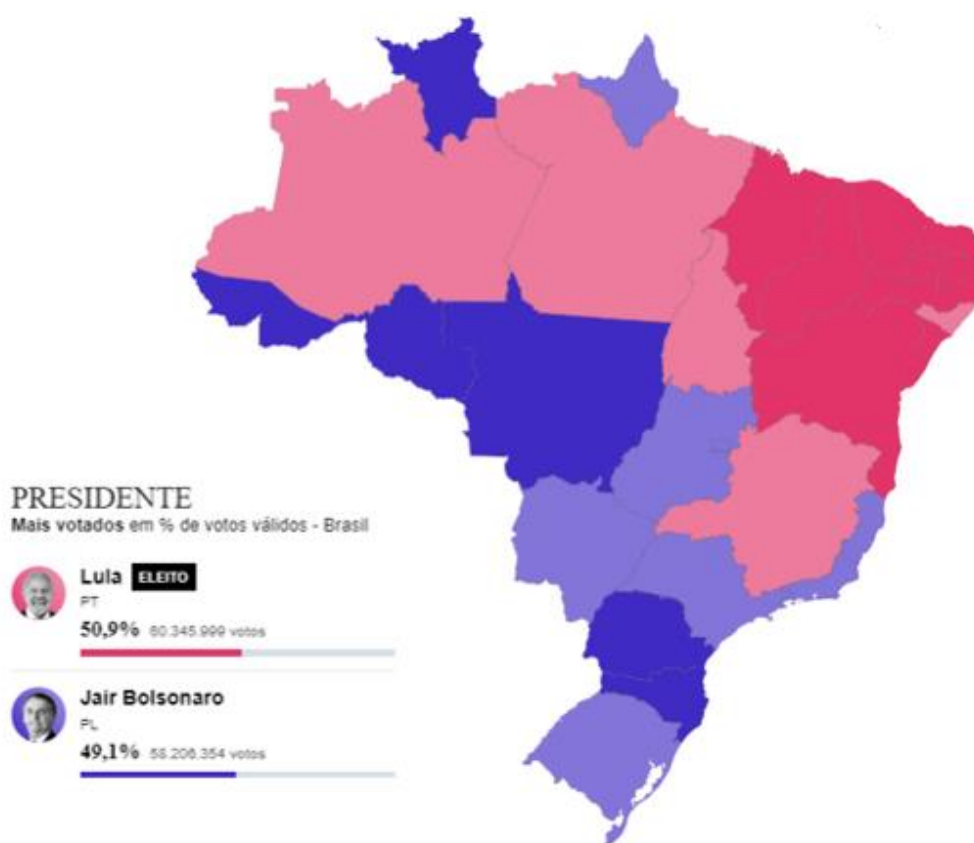 PRESIDENTE
Mais votados em % de votos válidos - Brasil
Lula ELEITO
PT
50,9% 60.345.999 votos
Jair Bolsonaro
PL
49,1% 58.206.354 votos